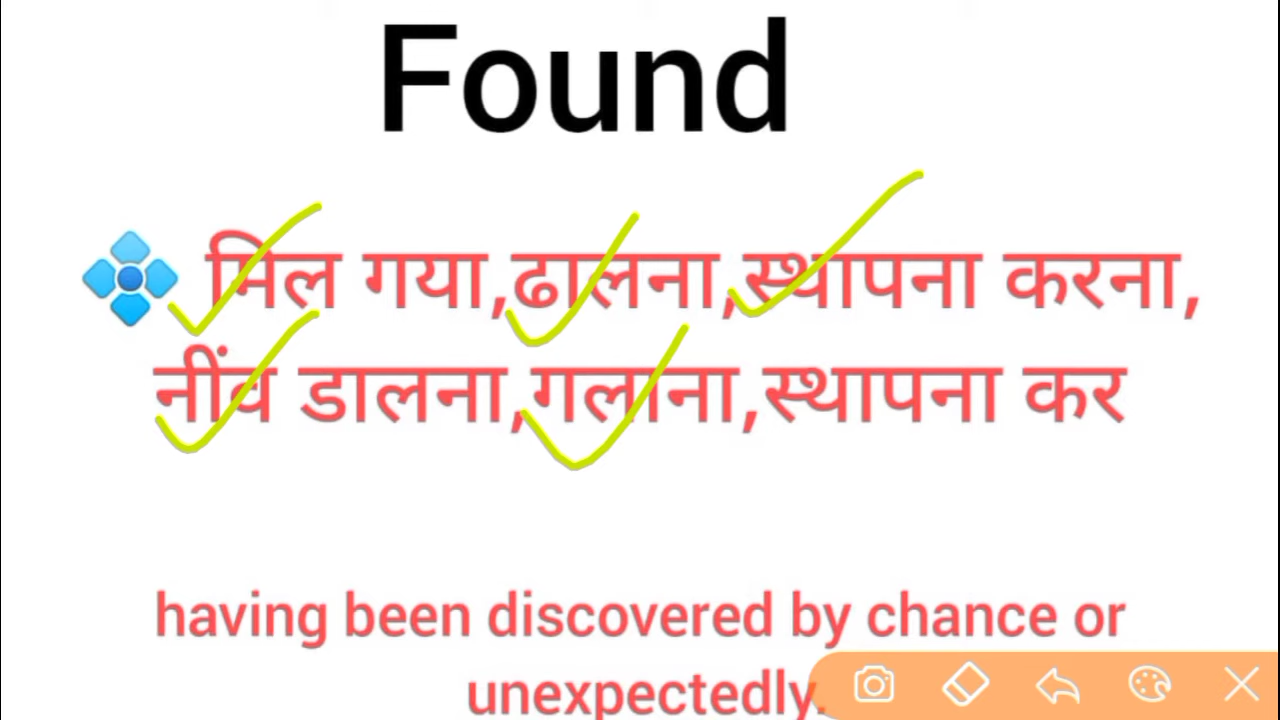 Found
मिल गया,ढालना,स्थापना करना,
नींव डालना,गलाना,स्थापना कर
having been discovered by chance or
unexpectedly.